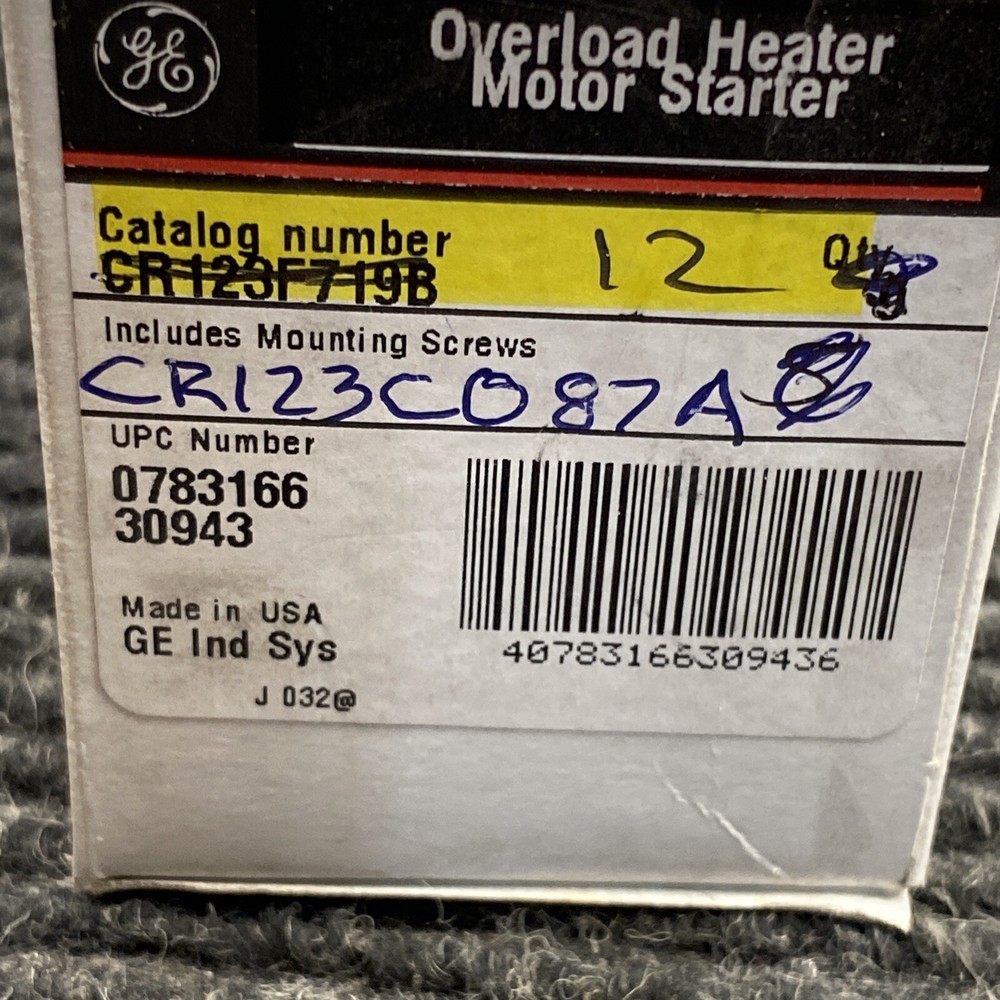 GE
Overload Heater
Motor Starter
Catalog number 12 Qty
CR123F719B
Includes Mounting Screws
CR123C087A
UPC Number
0783166
30943
Made in USA
GE Ind Sys
J 032@
40783166309436